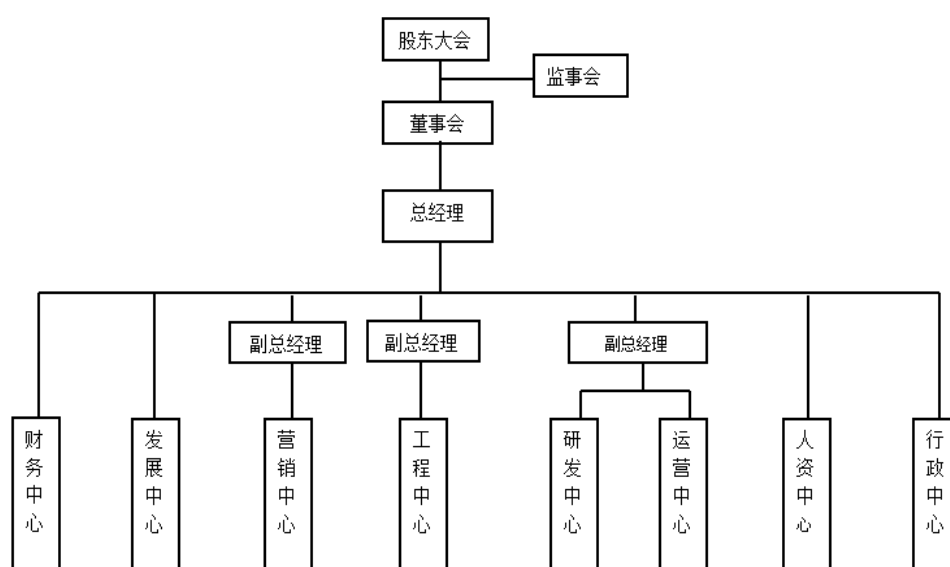 股东大会
监事会
董事会
总经理
副总经理
副总经理
副总经理
财务中心
发展中心
营销中心
工程中心
研发中心
运营中心
人资中心
行政中心